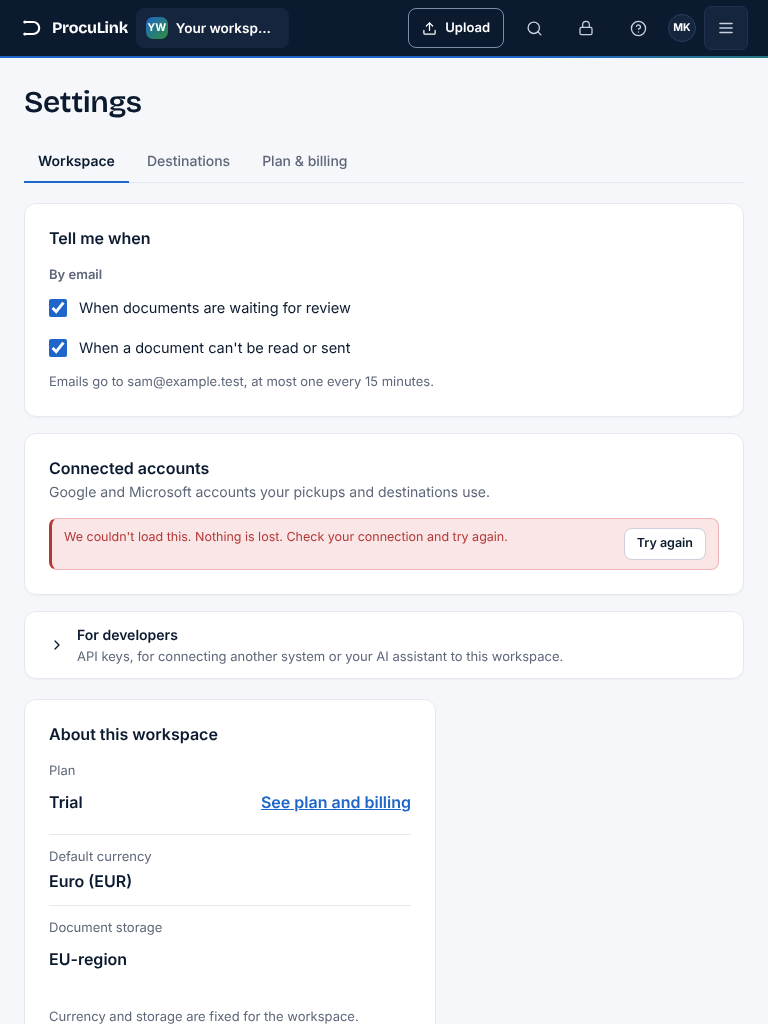 ProcuLink
YW
Your worksp...
Upload
MK
Settings
Workspace
Destinations
Plan & billing
Tell me when
By email
When documents are waiting for review
When a document can't be read or sent
Emails go to sam@example.test, at most one every 15 minutes.
Connected accounts
Google and Microsoft accounts your pickups and destinations use.
We couldn't load this. Nothing is lost. Check your connection and try again.
Try again
For developers
API keys, for connecting another system or your AI assistant to this workspace.
About this workspace
Plan
Trial
See plan and billing
Default currency
Euro (EUR)
Document storage
EU-region
Currency and storage are fixed for the workspace.